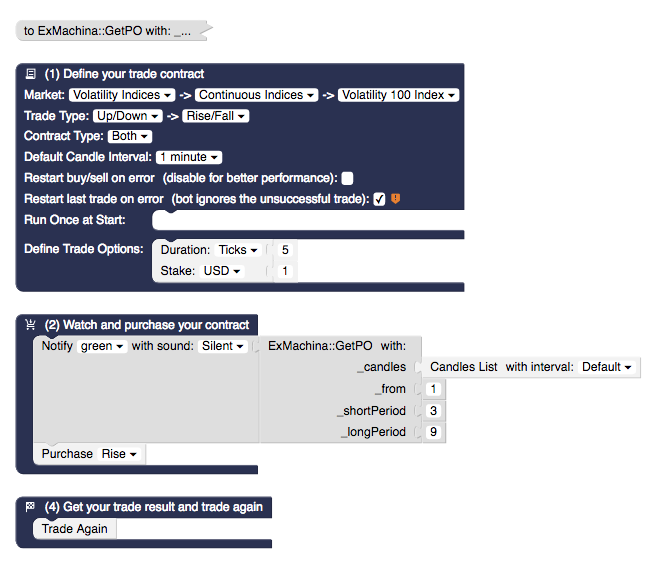 to ExMachina::GetPO with: _...
(1) Define your trade contract
Market: Volatility Indices -> Continuous Indices -> Volatility 100 Index
Trade Type: Up/Down -> Rise/Fall
Contract Type: Both
Default Candle Interval: 1 minute
Restart buy/sell on error (disable for better performance):
Restart last trade on error (bot ignores the unsuccessful trade):
Run Once at Start:
Define Trade Options: Duration: Ticks 5
Stake: USD 1
(2) Watch and purchase your contract
Notify green with sound: Silent ExMachina::GetPO with:
_candles Candles List with interval: Default
_from 1
_shortPeriod 3
_longPeriod 9
Purchase Rise
(4) Get your trade result and trade again
Trade Again